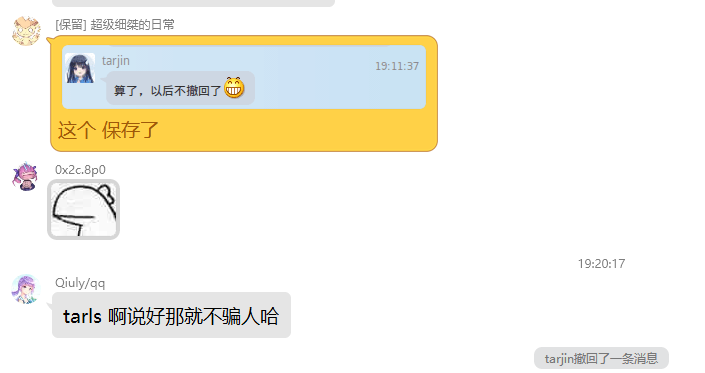 [保留] 超级细桀的日常
tarjin
19:11:37
算了，以后不撤回了
这个 保存了
0x2c.8p0
19:20:17
Qiuly/qq
tarls 啊说好那就不骗人哈
tarjin撤回了一条消息